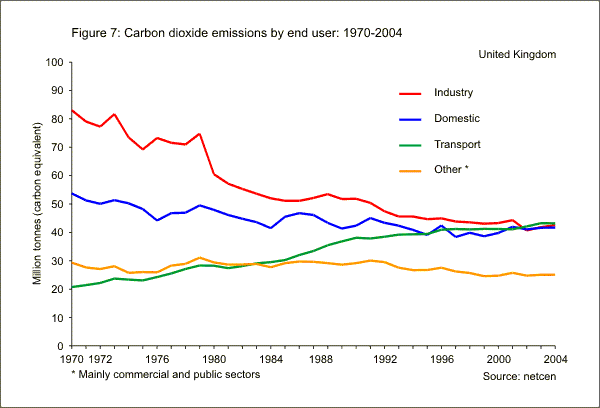 Figure 7: Carbon dioxide emissions by end user: 1970-2004
United Kingdom
Million tonnes (carbon equivalent)
100
90
80
70
60
50
40
30
20
10
0
Industry
Domestic
Transport
Other *
1970 1972 1976 1980 1984 1988 1992 1996 2000 2004
* Mainly commercial and public sectors
Source: netcen